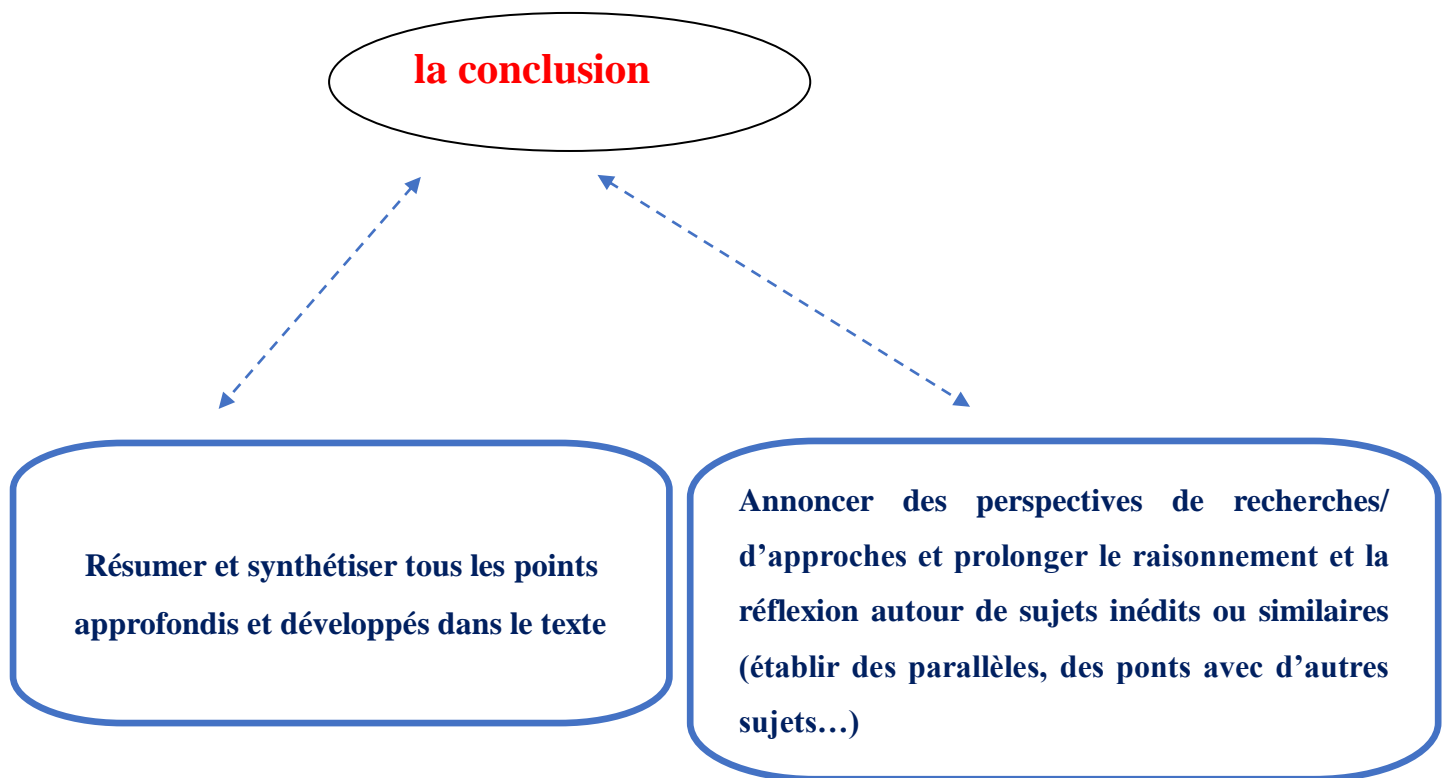 la conclusion
Résumer et synthétiser tous les points
approfondis et développés dans le texte
Annoncer des perspectives de recherches/
d’approches et prolonger le raisonnement et la
réflexion autour de sujets inédits ou similaires
(établir des parallèles, des ponts avec d’autres
sujets…)